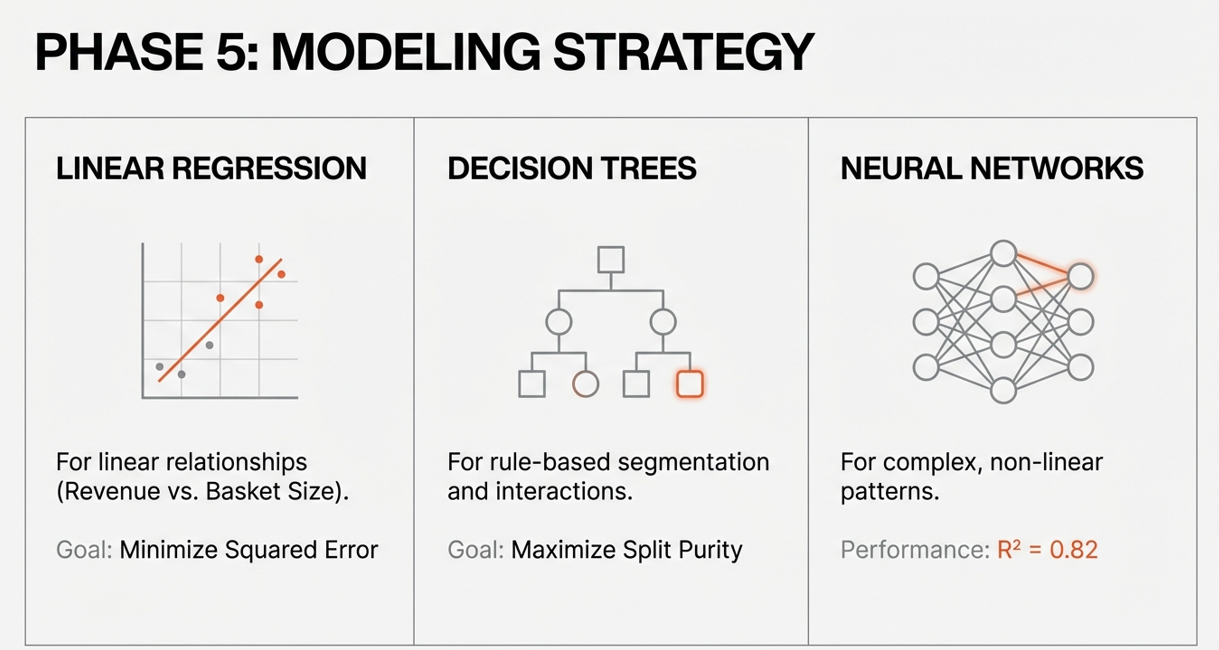 PHASE 5: MODELING STRATEGY
LINEAR REGRESSION
For linear relationships
(Revenue vs. Basket Size).
Goal: Minimize Squared Error
DECISION TREES
For rule-based segmentation
and interactions.
Goal: Maximize Split Purity
NEURAL NETWORKS
For complex, non-linear
patterns.
Performance: R² = 0.82